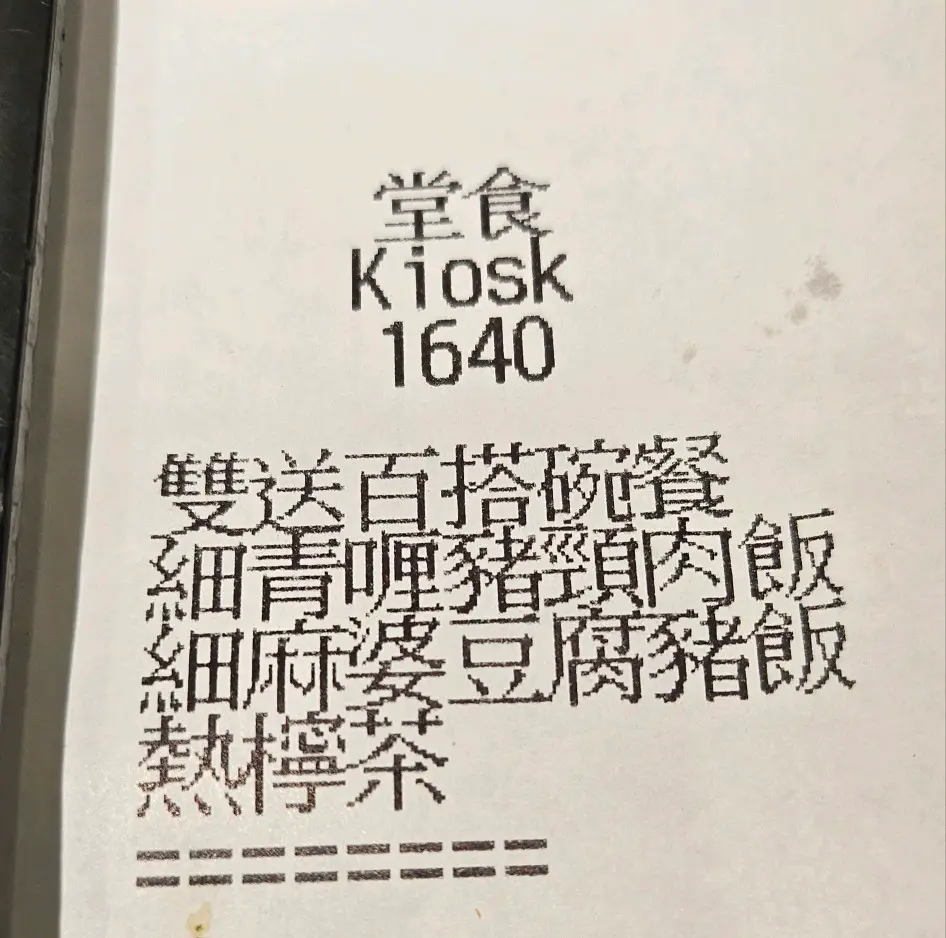 堂食
Kiosk
1640
雙送百搭碗餐
細青喱豬頸肉飯
細麻婆豆腐豬飯
熱檸茶
========